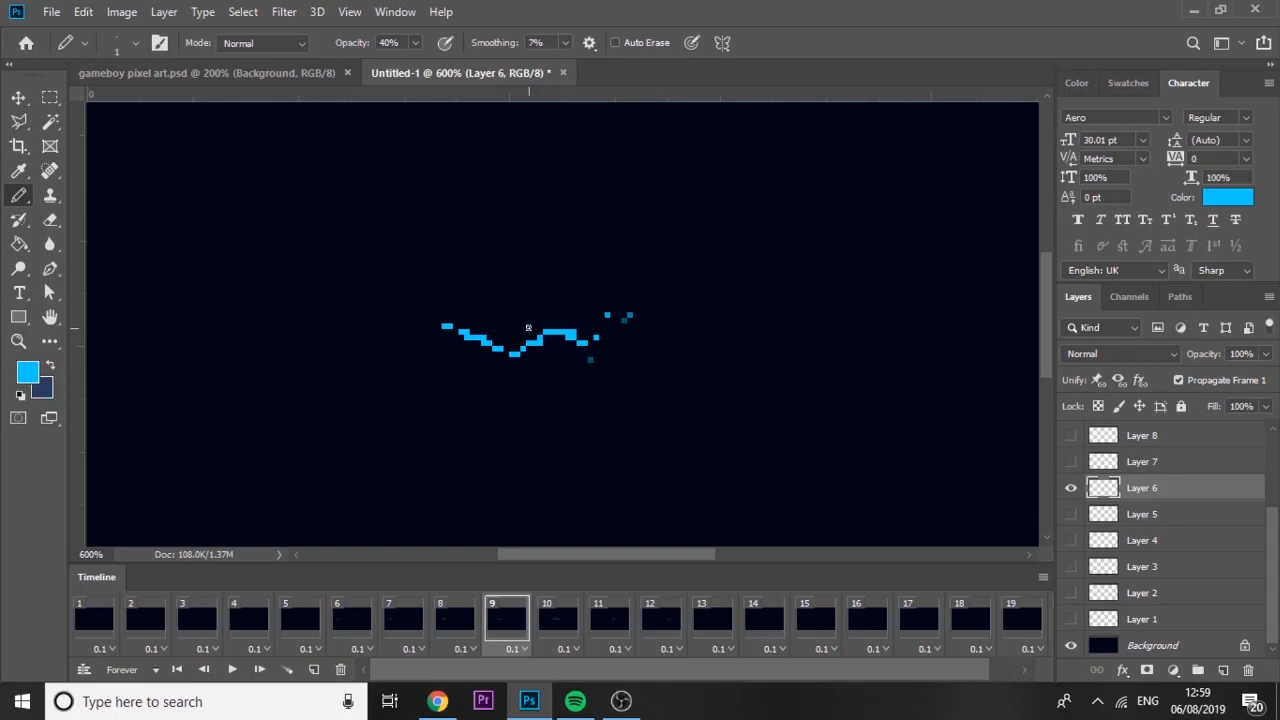 Ps File Edit Image Layer Type Select Filter 3D View Window Help
1 Mode: Normal Opacity: 40% Smoothing: 7% Auto Erase
gameboy pixel art.psd @ 200% (Background, RGB/8) × Untitled-1 @ 600% (Layer 6, RGB/8) * ×
Color Swatches Character
0
Aero Regular
30.01 pt (Auto)
Metrics 0
100% 100%
0 pt Color:
English: UK Sharp
Layers Channels Paths
Kind
Normal Opacity: 100%
Unify: Propagate Frame 1
Lock: Fill: 100%
Layer 8
Layer 7
Layer 6
Layer 5
Layer 4
Layer 3
Layer 2
Layer 1
Background
600% Doc: 108.0K/1.37M
Timeline
1 2 3 4 5 6 7 8 9 10 11 12 13 14 15 16 17 18 19
0.1 0.1 0.1 0.1 0.1 0.1 0.1 0.1 0.1 0.1 0.1 0.1 0.1 0.1 0.1 0.1 0.1 0.1 0.1
Forever
Type here to search Pr Ps ENG 12:59
06/08/2019 20